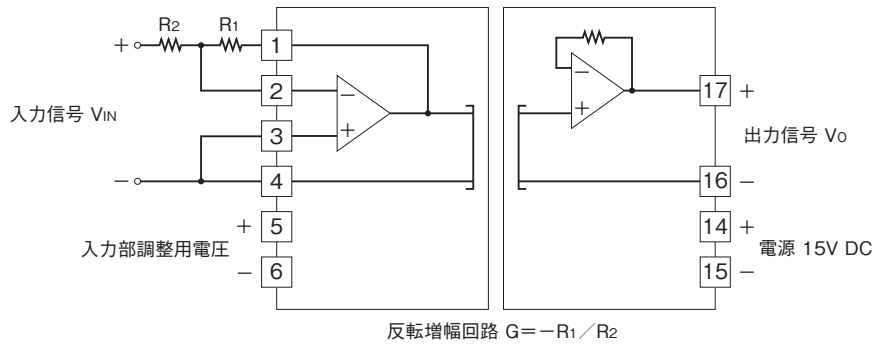 R2 R1
+ 1
2 −
入力信号 VIN
3 +
− 4
+ 5
入力部調整用電圧
− 6
−
+
17 +
出力信号 VO
16 −
14 +
電源 15V DC
15 −
反転増幅回路 G＝−R1／R2